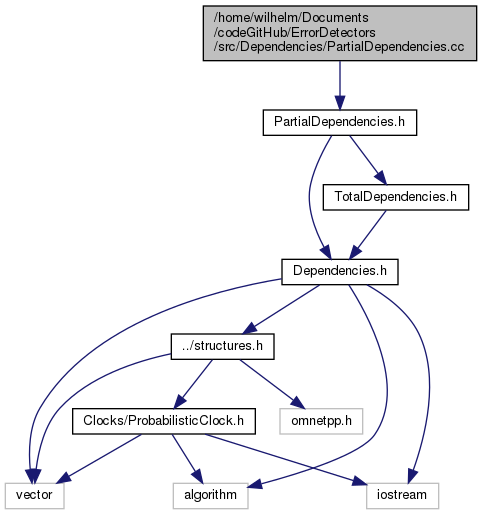 /home/wilhelm/Documents
/codeGitHub/ErrorDetectors
/src/Dependencies/PartialDependencies.cc
PartialDependencies.h
TotalDependencies.h
Dependencies.h
../structures.h
Clocks/ProbabilisticClock.h
omnetpp.h
vector
algorithm
iostream